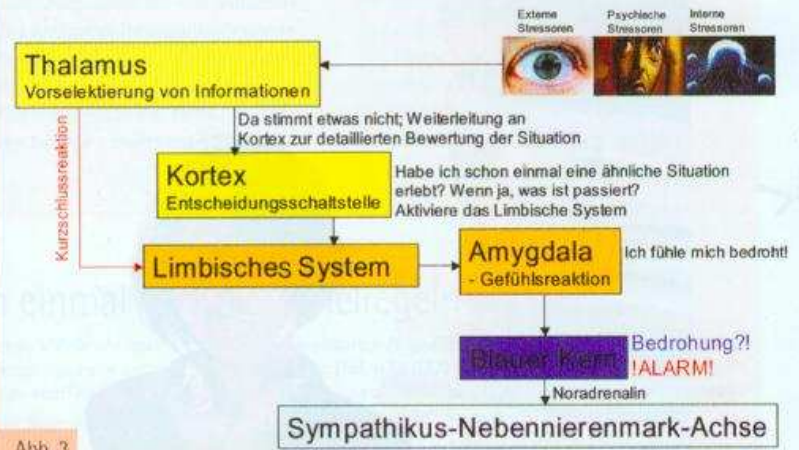 Externe
Stressoren
Psychische
Stressoren
Interne
Stressoren
Thalamus
Vorselektierung von Informationen
Da stimmt etwas nicht; Weiterleitung an
Kortex zur detaillierten Bewertung der Situation
Kurzschlussreaktion
Kortex
Entscheidungsschaltstelle
Habe ich schon einmal eine ähnliche Situation
erlebt? Wenn ja, was ist passiert?
Aktiviere das Limbische System
Limbisches System
Amygdala
- Gefühlsreaktion
Ich fühle mich bedroht!
Blauer Kern
Bedrohung?!
!ALARM!
Noradrenalin
Sympathikus-Nebennierenmark-Achse
Abb.